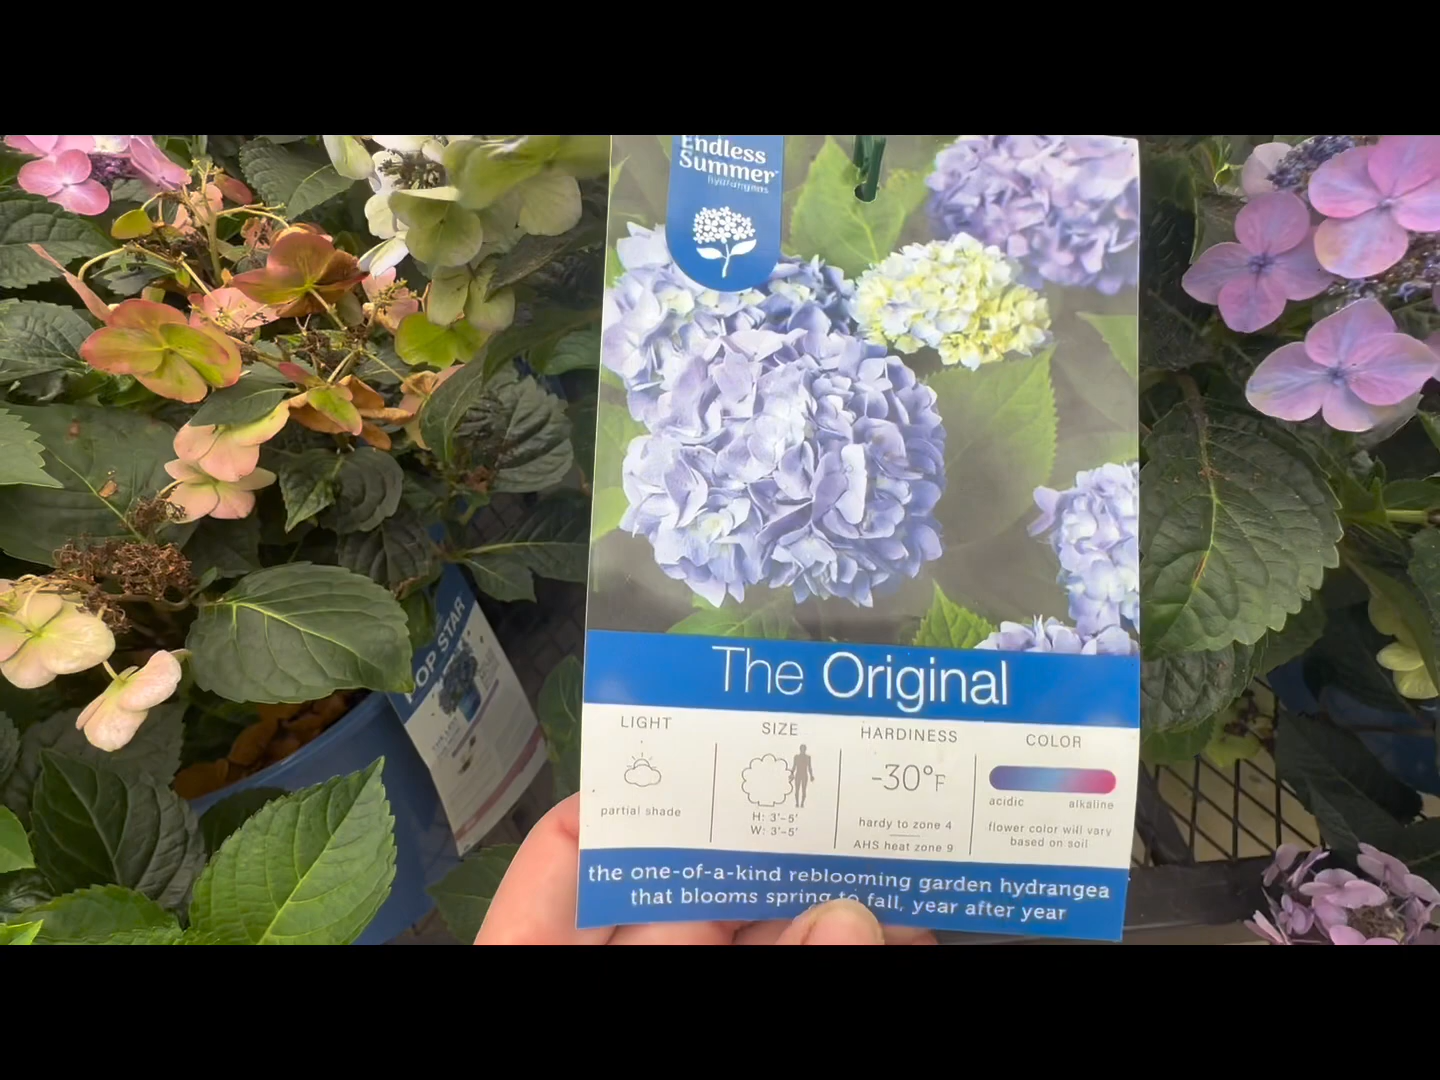 Endless
Summer
hydrangeas
The Original
LIGHT
partial shade
SIZE
H: 3'-5'
W: 3'-5'
HARDINESS
-30°F
hardy to zone 4
AHS heat zone 9
COLOR
acidic
alkaline
flower color will vary
based on soil
the one-of-a-kind reblooming garden hydrangea
that blooms spring to fall, year after year
POP STAR